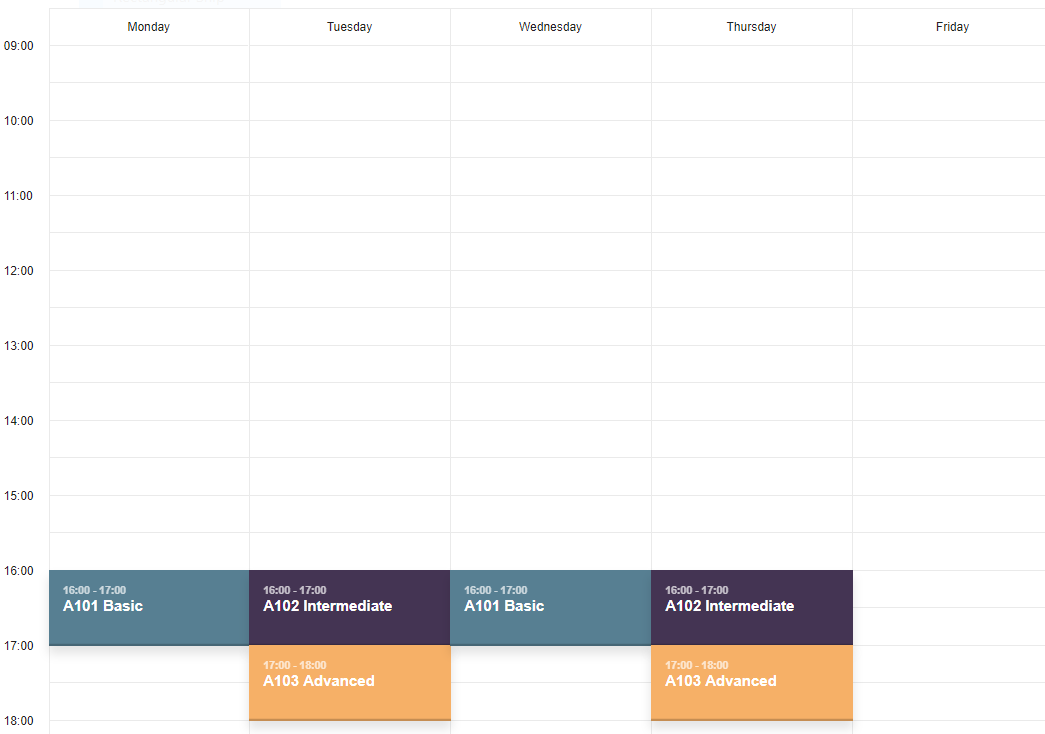 Monday Tuesday Wednesday Thursday Friday
09:00
10:00
11:00
12:00
13:00
14:00
15:00
16:00
16:00 - 17:00 16:00 - 17:00 16:00 - 17:00 16:00 - 17:00
A101 Basic A102 Intermediate A101 Basic A102 Intermediate
17:00
17:00 - 18:00 17:00 - 18:00
A103 Advanced A103 Advanced
18:00